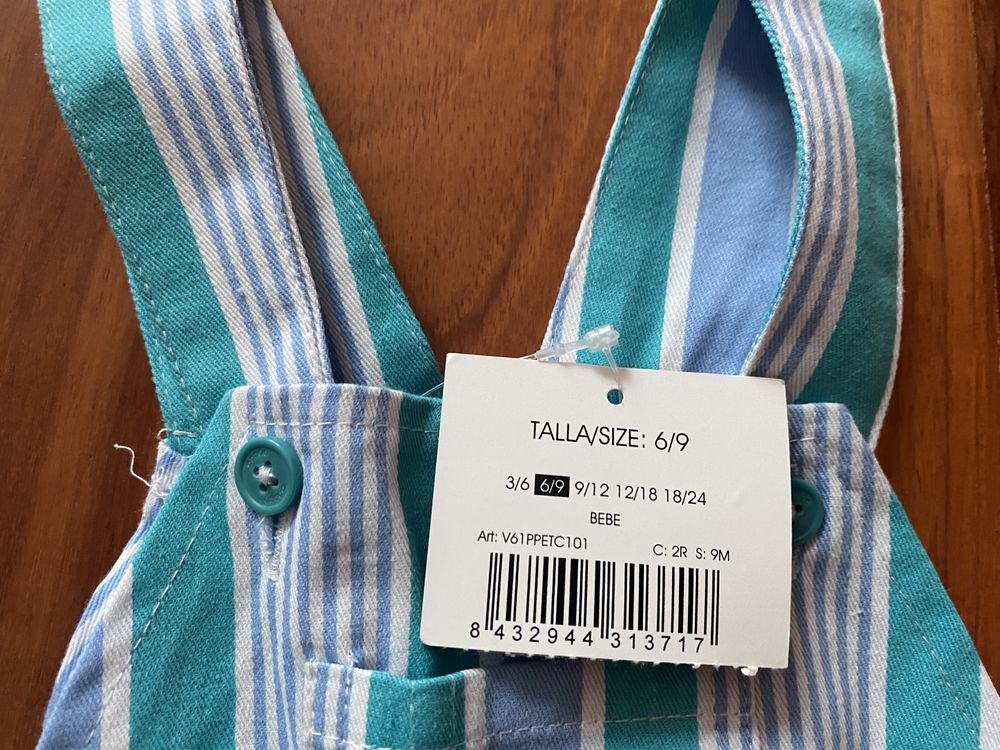 TALLA/SIZE: 6/9
3/6 6/9 9/12 12/18 18/24
BEBE
Art: V61PPETC101 C: 2R S: 9M
8 432944 313717